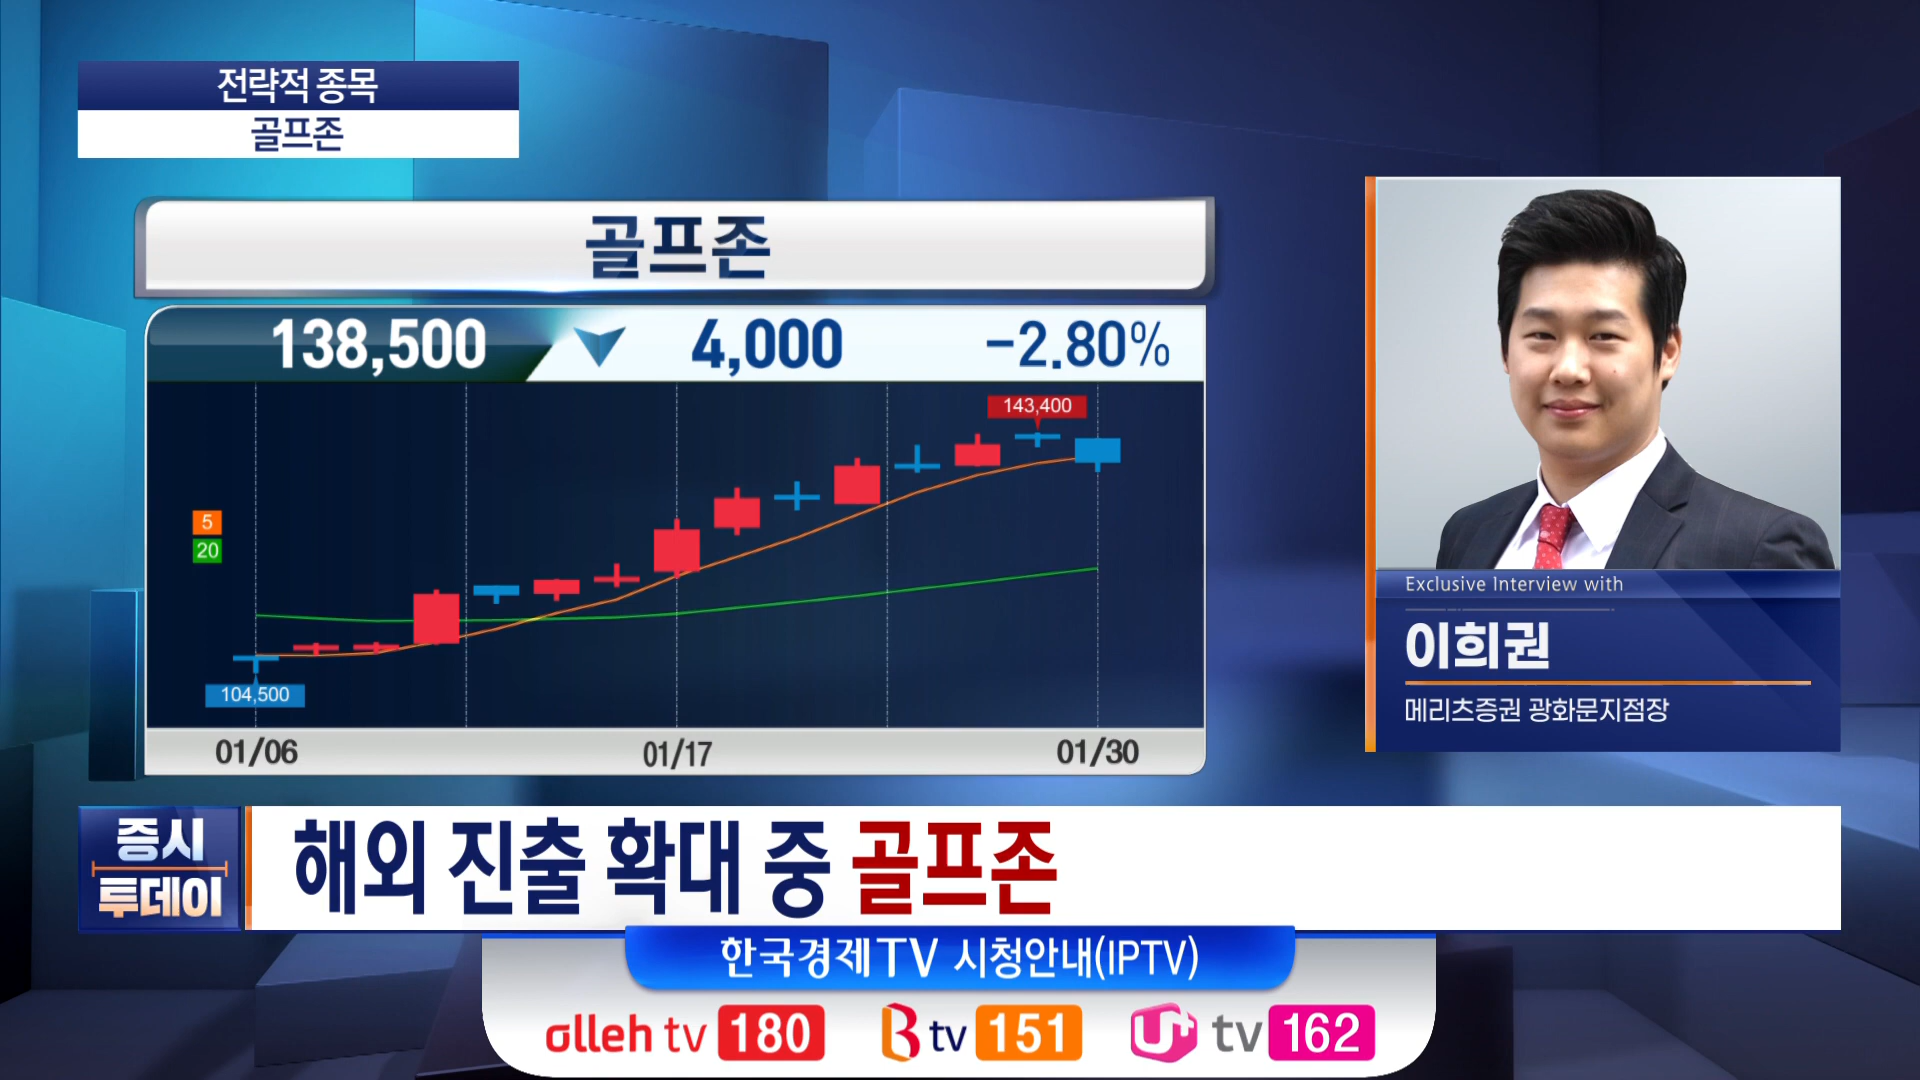 전략적 종목
골프존
골프존
138,500 4,000 -2.80%
143,400
5
20
104,500
01/06 01/17 01/30
Exclusive Interview with
이희권
메리츠증권 광화문지점장
증시
투데이
해외 진출 확대 중 골프존
한국경제TV 시청안내(IPTV)
olleh tv 180 B tv 151 U+ tv 162